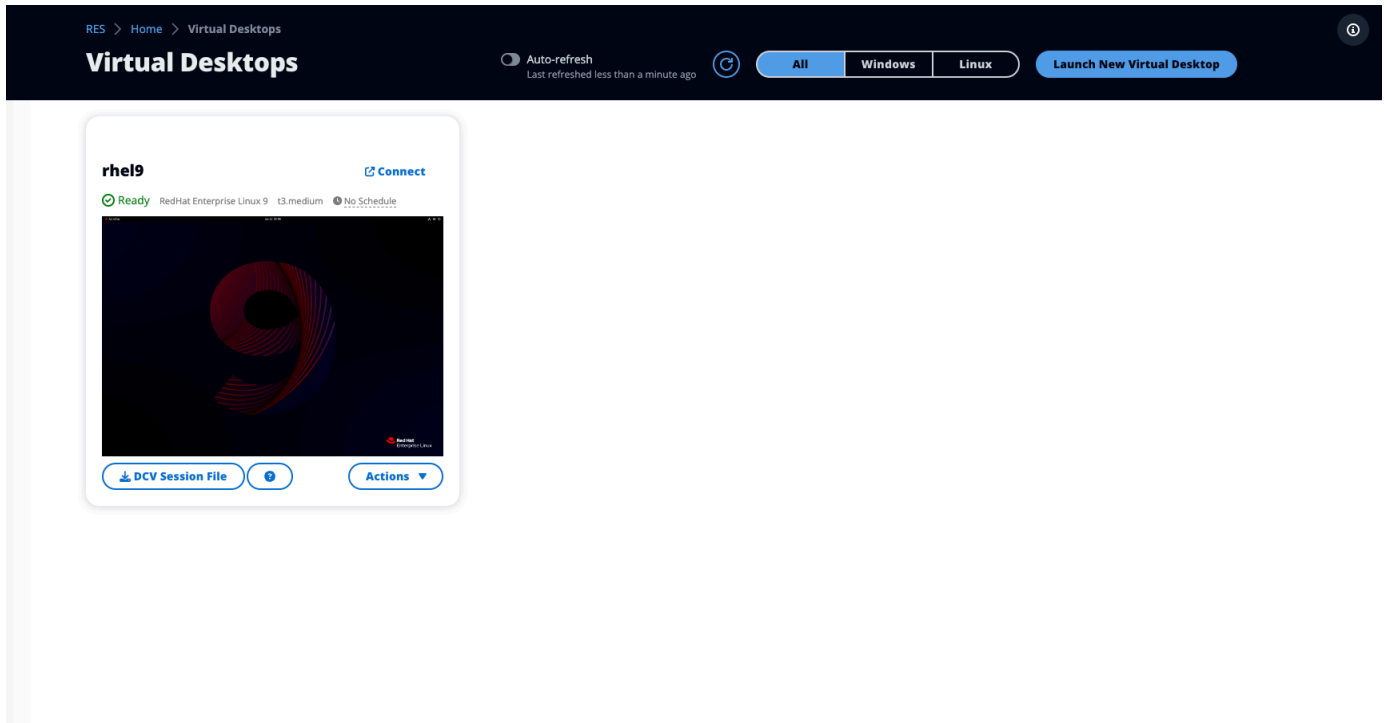 RES > Home > Virtual Desktops
Virtual Desktops
Auto-refresh
Last refreshed less than a minute ago
All
Windows
Linux
Launch New Virtual Desktop
rhel9
Connect
Ready RedHat Enterprise Linux 9 t3.medium No Schedule
Red Hat
Enterprise Linux
DCV Session File
?
Actions